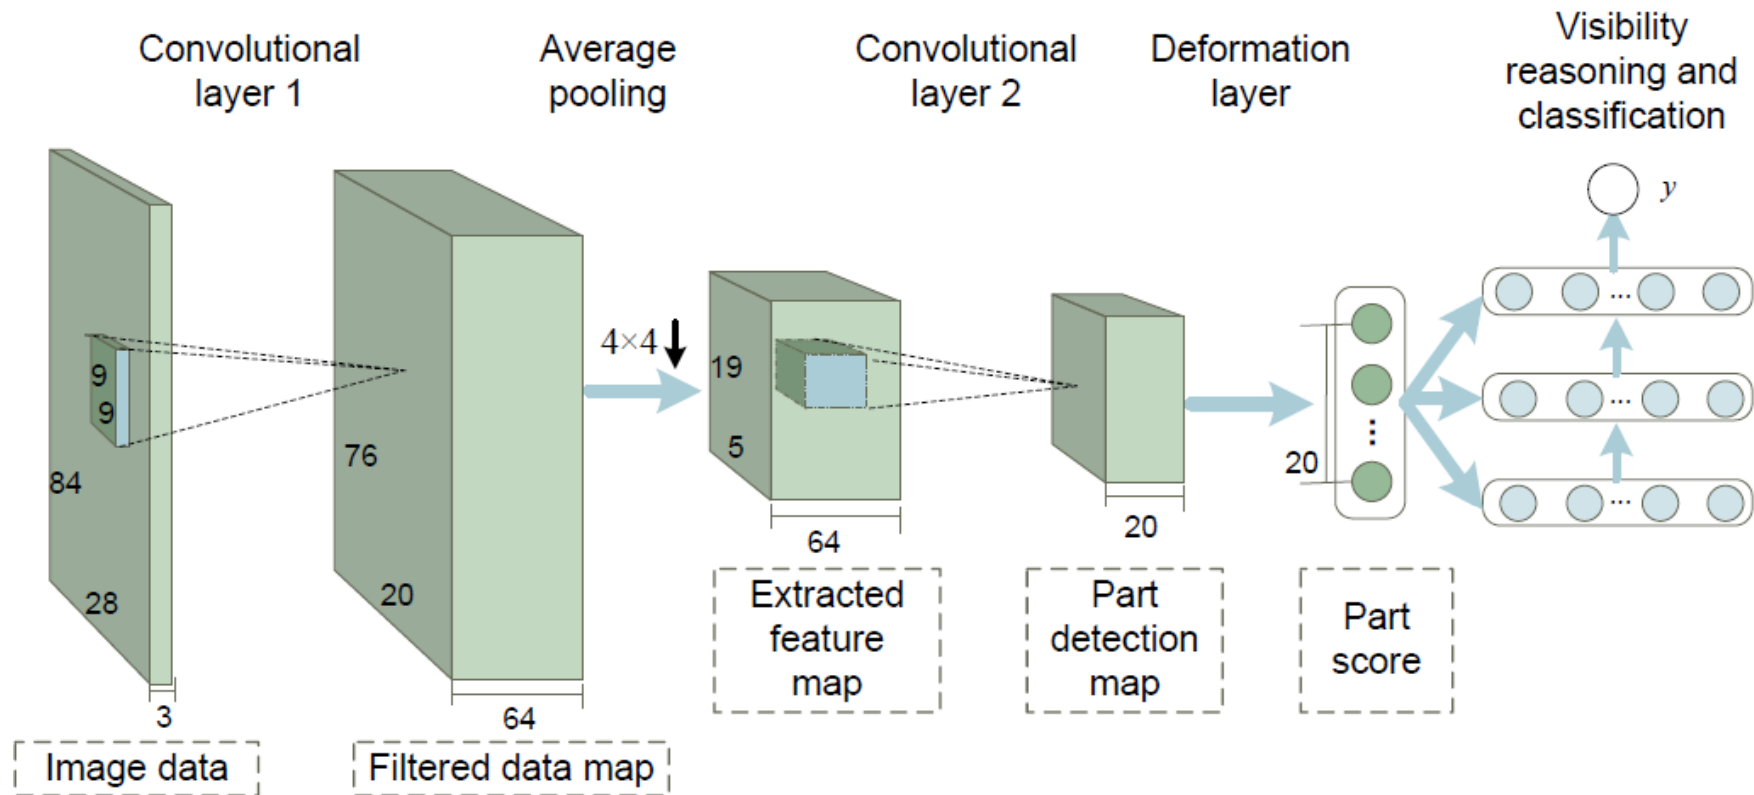 Convolutional
layer 1
Average
pooling
Convolutional
layer 2
Deformation
layer
Visibility
reasoning and
classification
y
9
9
84
28
3
Image data
76
20
64
Filtered data map
4×4
19
5
64
Extracted
feature
map
20
Part
detection
map
20
...
Part
score
...
...
...